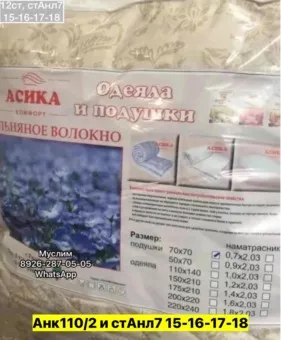 12ст, стАнл7
15-16-17-18
АСИКА
КОМФОРТ
Одеяла
и подушки
ЛЬНЯНОЕ ВОЛОКНО
Муслим
8926-287-05-05
WhatsApp
Размер:
подушки 70х70
50х70
одеяла 110х140
150х210
175х210
200х220
220х240
наматрасник
0,7х2,03
0,9х2,03
1,0х2,03
1,2х2,03
1,4х2,03
1,6х2,03
1,8х2,03
Анк110/2 и стАнл7 15-16-17-18